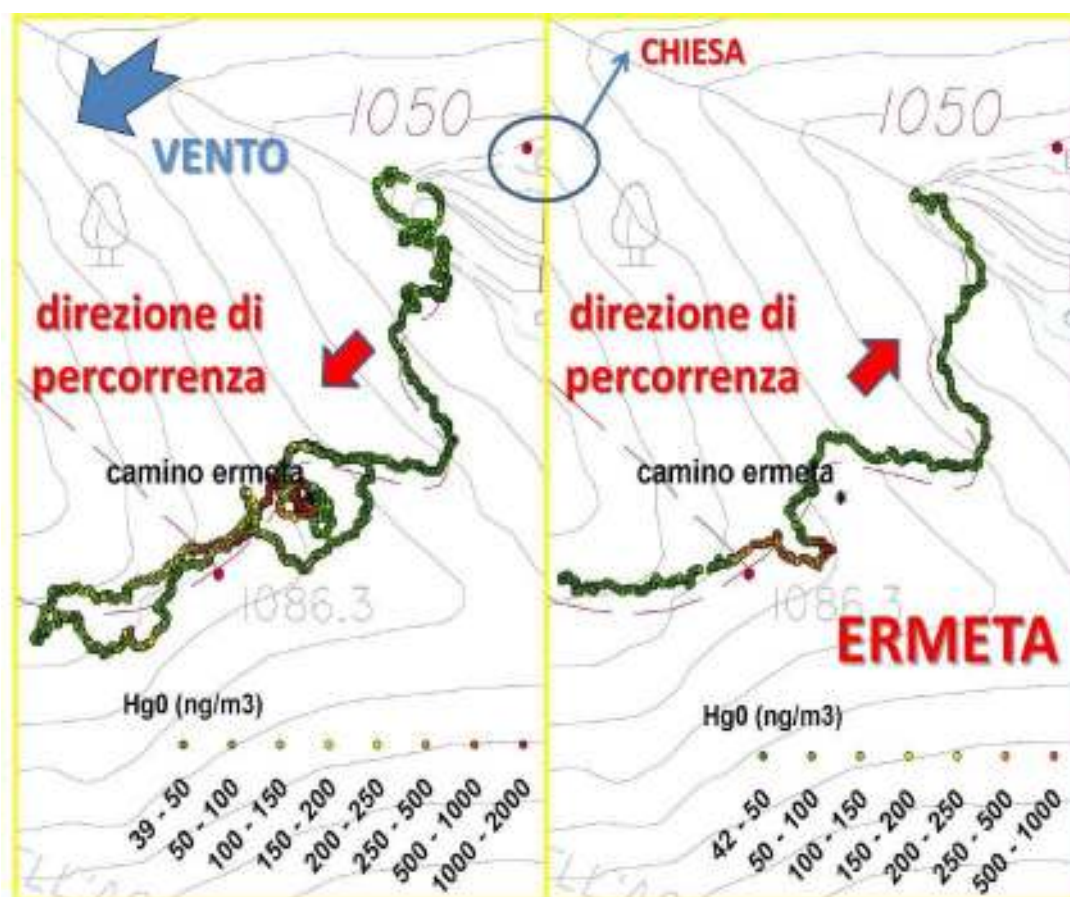 CHIESA
1050
1050
VENTO
direzione di
percorrenza
direzione di
percorrenza
camino ermeta
camino ermeta
1086.3
1086.3
ERMETA
Hg0 (ng/m3)
39 - 50
50 - 100
100 - 150
150 - 200
200 - 250
250 - 500
500 - 1000
1000 - 2000
Hg0 (ng/m3)
42 - 50
50 - 100
100 - 150
150 - 200
200 - 250
250 - 500
500 - 1000